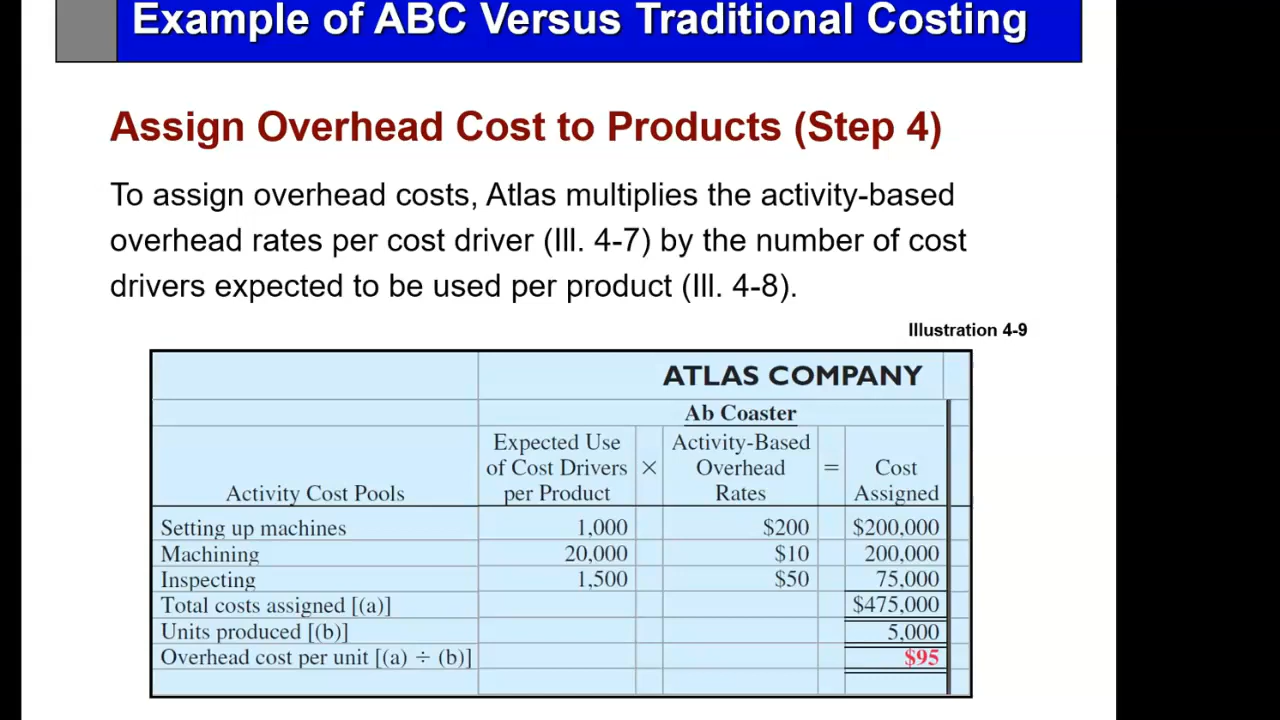 Example of ABC Versus Traditional Costing
Assign Overhead Cost to Products (Step 4)
To assign overhead costs, Atlas multiplies the activity-based
overhead rates per cost driver (Ill. 4-7) by the number of cost
drivers expected to be used per product (Ill. 4-8).
Illustration 4-9
ATLAS COMPANY
Ab Coaster
Expected Use Activity-Based
of Cost Drivers × Overhead = Cost
Activity Cost Pools per Product Rates Assigned
Setting up machines 1,000 $200 $200,000
Machining 20,000 $10 200,000
Inspecting 1,500 $50 75,000
Total costs assigned [(a)] $475,000
Units produced [(b)] 5,000
Overhead cost per unit [(a) ÷ (b)] $95